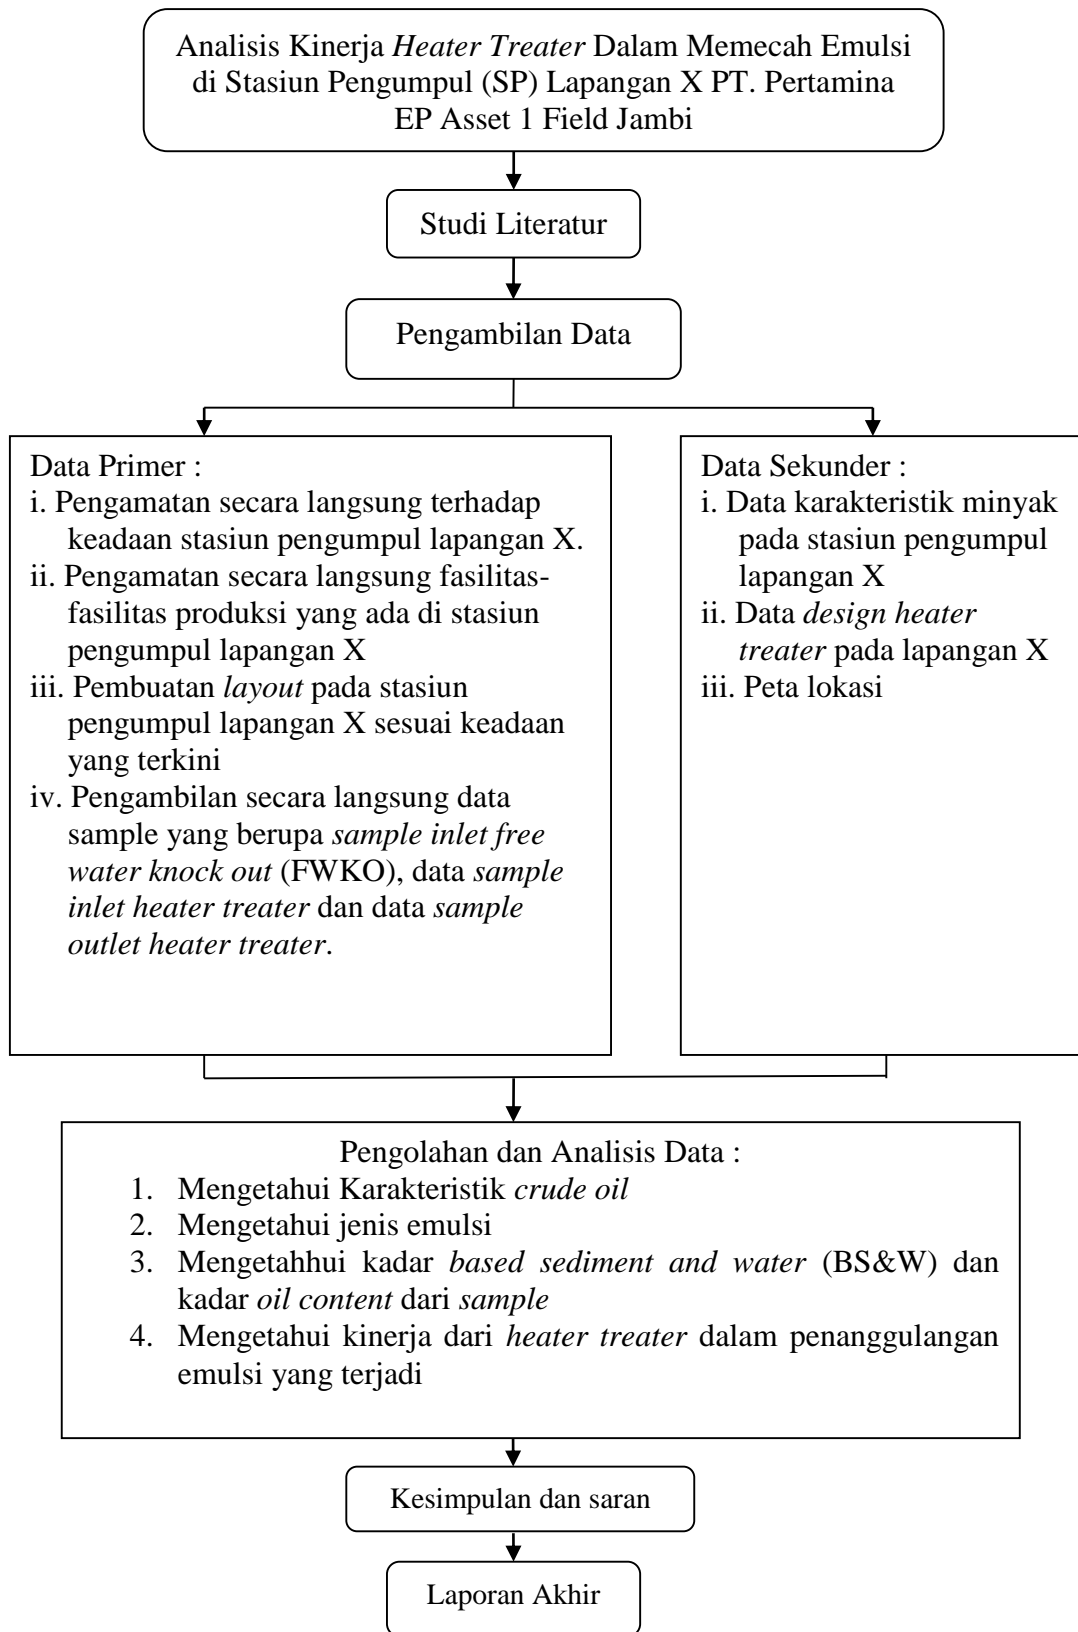 Analisis Kinerja Heater Treater Dalam Memecah Emulsi
di Stasiun Pengumpul (SP) Lapangan X PT. Pertamina
EP Asset 1 Field Jambi
Studi Literatur
Pengambilan Data
Data Primer :
i. Pengamatan secara langsung terhadap
keadaan stasiun pengumpul lapangan X.
ii. Pengamatan secara langsung fasilitas-
fasilitas produksi yang ada di stasiun
pengumpul lapangan X
iii. Pembuatan layout pada stasiun
pengumpul lapangan X sesuai keadaan
yang terkini
iv. Pengambilan secara langsung data
sample yang berupa sample inlet free
water knock out (FWKO), data sample
inlet heater treater dan data sample
outlet heater treater.
Data Sekunder :
i. Data karakteristik minyak
pada stasiun pengumpul
lapangan X
ii. Data design heater
treater pada lapangan X
iii. Peta lokasi
Pengolahan dan Analisis Data :
1. Mengetahui Karakteristik crude oil
2. Mengetahui jenis emulsi
3. Mengetahhui kadar based sediment and water (BS&W) dan
kadar oil content dari sample
4. Mengetahui kinerja dari heater treater dalam penanggulangan
emulsi yang terjadi
Kesimpulan dan saran
Laporan Akhir